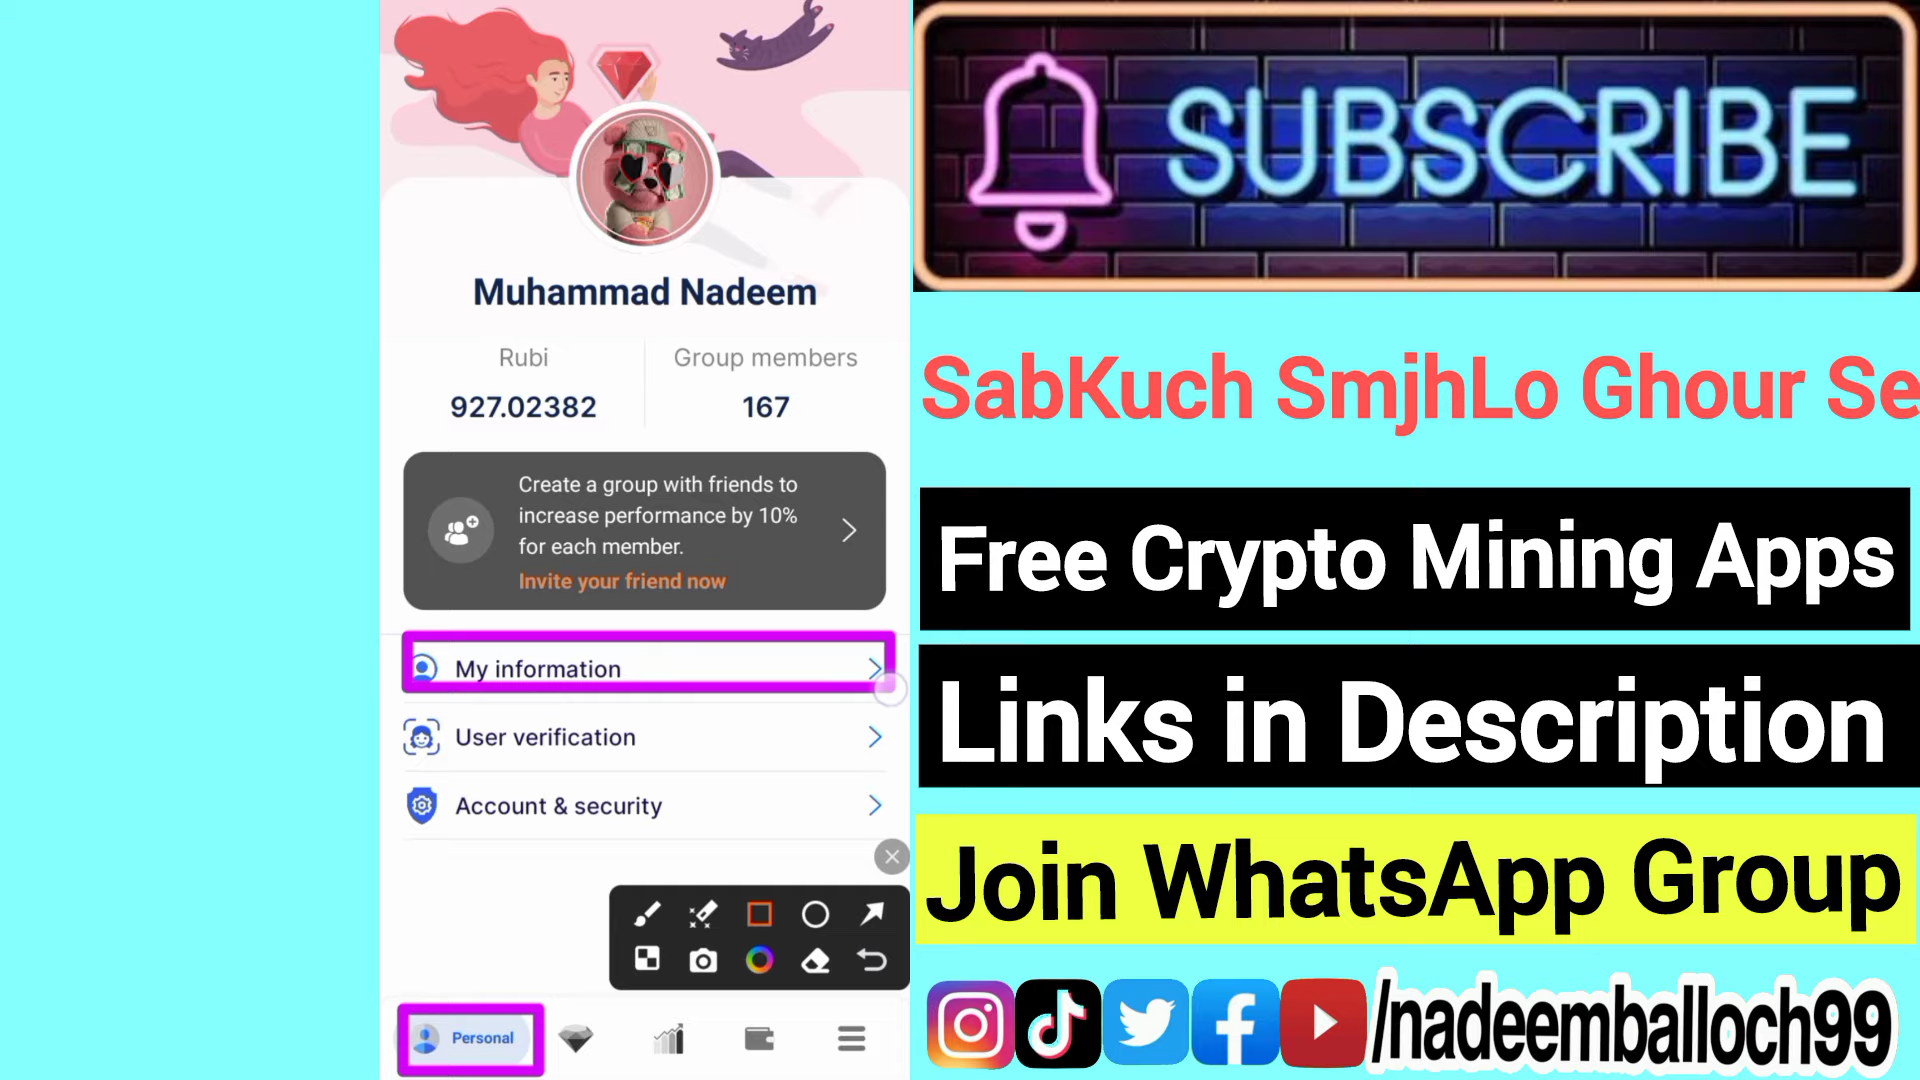 Muhammad Nadeem
Rubi
Group members
927.02382
167
Create a group with friends to
increase performance by 10%
for each member.
Invite your friend now
My information
User verification
Account & security
Personal
SUBSCRIBE
SabKuch SmjhLo Ghour Se
Free Crypto Mining Apps
Links in Description
Join WhatsApp Group
/nadeemballoch99